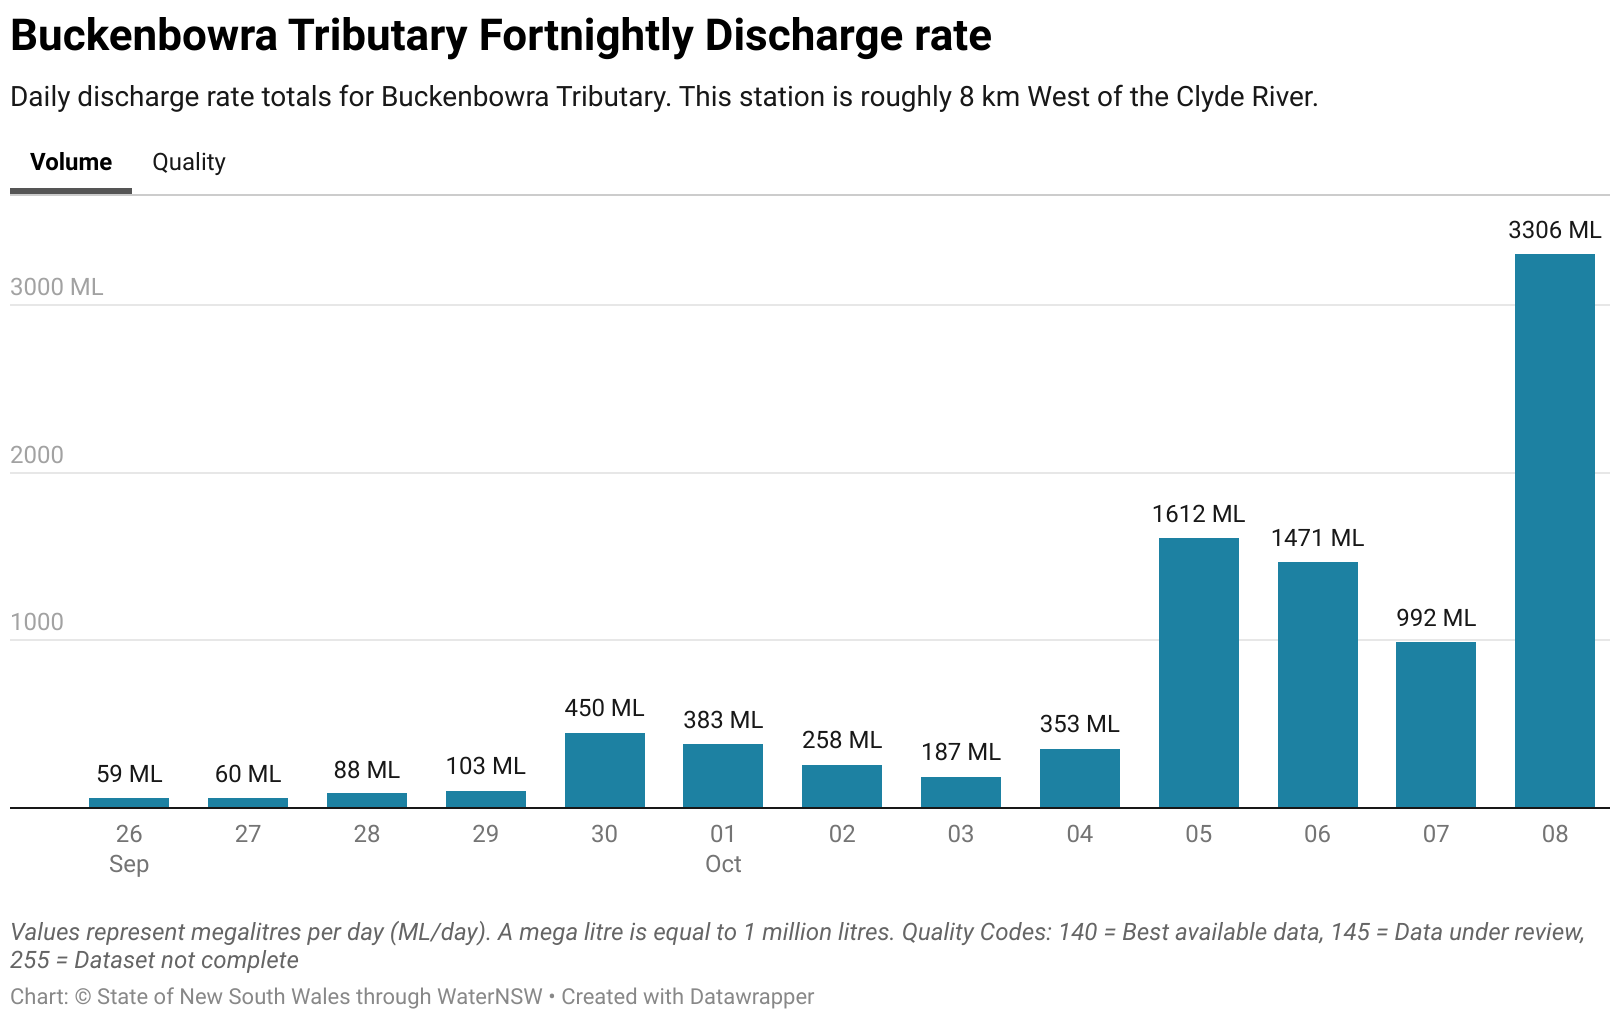 Buckenbowra Tributary Fortnightly Discharge rate
Daily discharge rate totals for Buckenbowra Tributary. This station is roughly 8 km West of the Clyde River.
Volume Quality
3306 ML
3000 ML
2000
1612 ML
1471 ML
1000
992 ML
450 ML
383 ML
353 ML
258 ML
187 ML
103 ML
88 ML
59 ML
60 ML
26 27 28 29 30 01 02 03 04 05 06 07 08
Sep Oct
Values represent megalitres per day (ML/day). A mega litre is equal to 1 million litres. Quality Codes: 140 = Best available data, 145 = Data under review,
255 = Dataset not complete
Chart: © State of New South Wales through WaterNSW • Created with Datawrapper